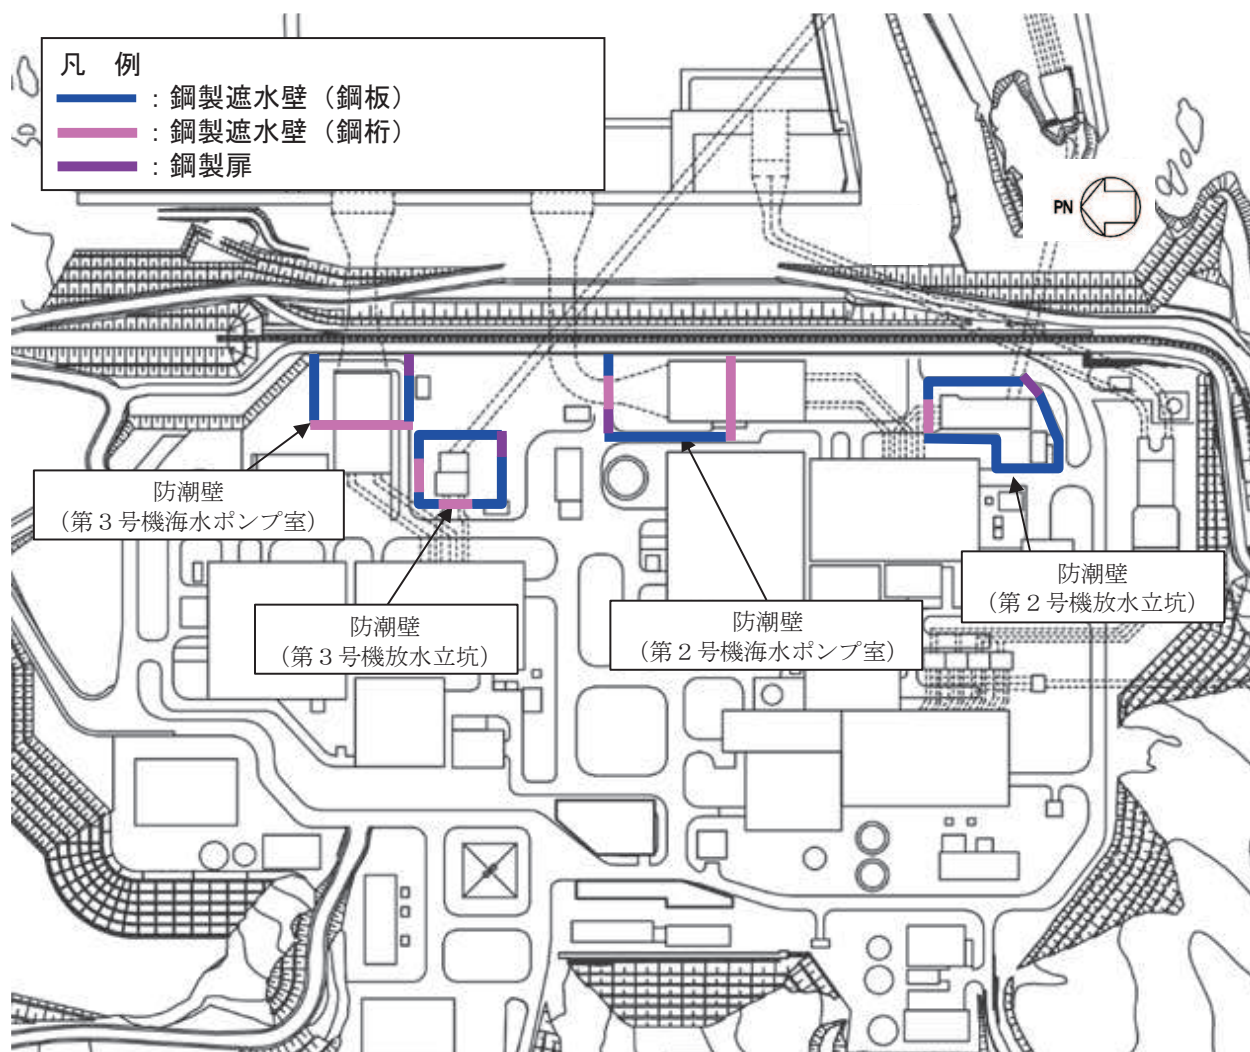 凡　例
：鋼製遮水壁（鋼板）
：鋼製遮水壁（鋼桁）
：鋼製扉
PN
防潮壁
（第３号機海水ポンプ室）
防潮壁
（第３号機放水立坑）
防潮壁
（第２号機海水ポンプ室）
防潮壁
（第２号機放水立坑）